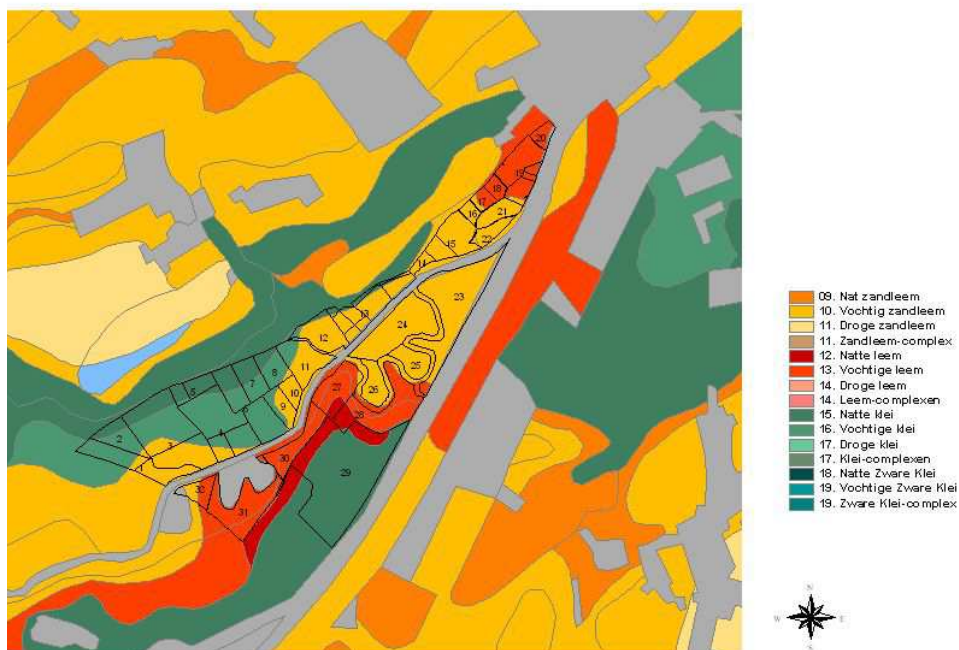 20
19
18
17
16
21
15
22
14
23
13
24
12
25
11
8
7
27
26
5
10
9
28
6
2
4
3
29
30
1
32
31
09. Nat zandleem
10. Vochtig zandleem
11. Droge zandleem
11. Zandleem-complex
12. Natte leem
13. Vochtige leem
14. Droge leem
14. Leem-complexen
15. Natte klei
16. Vochtige klei
17. Droge klei
17. Klei-complexen
18. Natte Zware Klei
19. Vochtige Zware Klei
19. Zware Klei-complex
N
W E
S